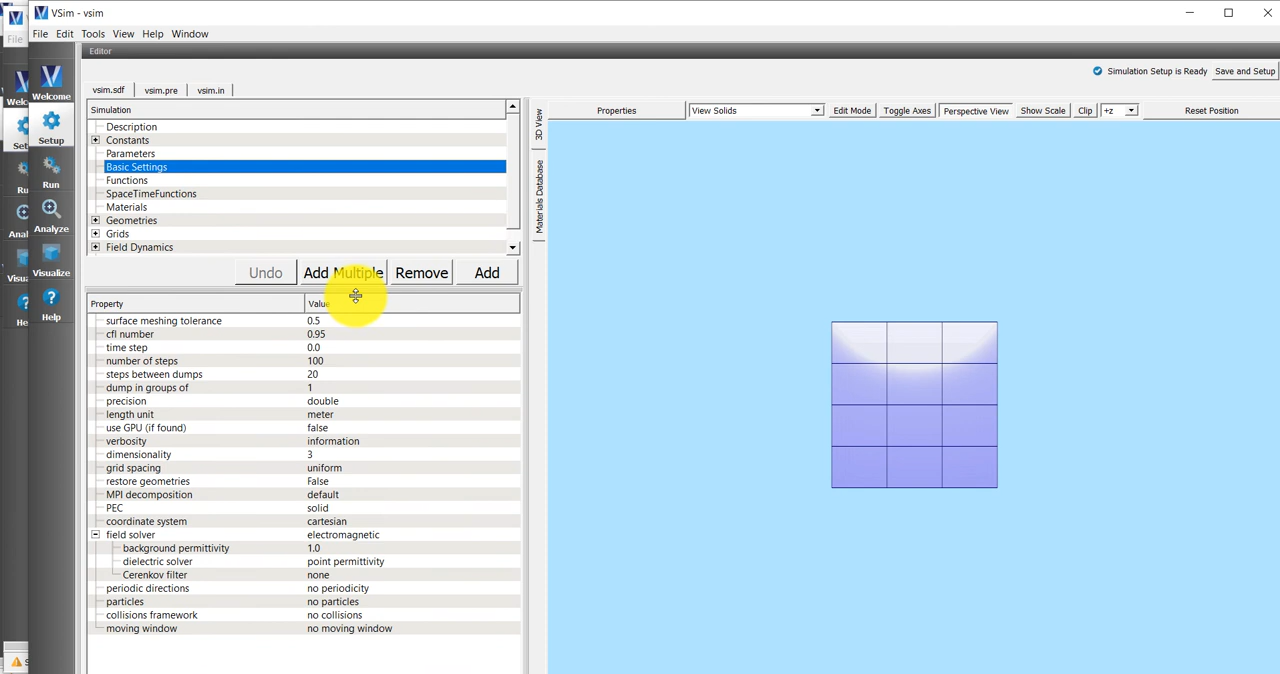 VSim - vsim
File Edit Tools View Help Window
File
Editor
Simulation Setup is Ready Save and Setup
Welcome
Setup
Run
Analyze
Visualize
Help
vsim.sdf vsim.pre vsim.in
Simulation
Description
Constants
Parameters
Basic Settings
Functions
SpaceTimeFunctions
Materials
Geometries
Grids
Field Dynamics
Undo Add Multiple Remove Add
Property Value
surface meshing tolerance 0.5
cfl number 0.95
time step 0.0
number of steps 100
steps between dumps 20
dump in groups of 1
precision double
length unit meter
use GPU (if found) false
verbosity information
dimensionality 3
grid spacing uniform
restore geometries False
MPI decomposition default
PEC solid
coordinate system cartesian
field solver electromagnetic
background permittivity 1.0
dielectric solver point permittivity
Cerenkov filter none
periodic directions no periodicity
particles no particles
collisions framework no collisions
moving window no moving window
3D View
Materials Database
Properties View Solids Edit Mode Toggle Axes Perspective View Show Scale Clip +z Reset Position